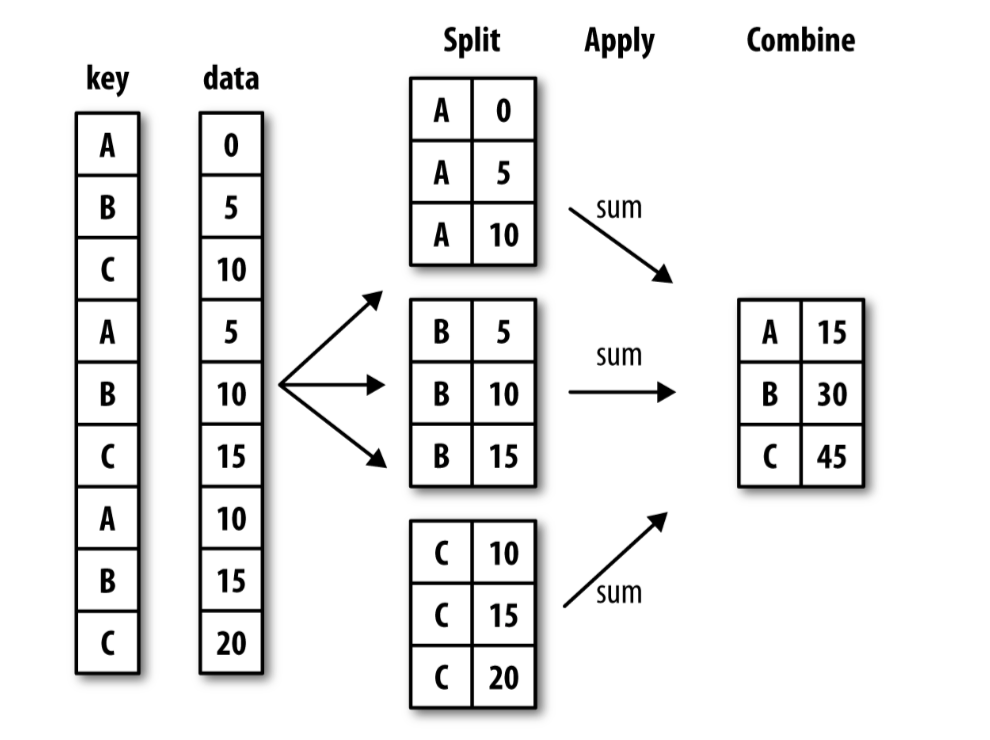 Split Apply Combine
key data
A 0
B 5
C 10
A 5
B 10
C 15
A 10
B 15
C 20
A 0
A 5
A 10
B 5
B 10
B 15
C 10
C 15
C 20
sum
sum
sum
A 15
B 30
C 45